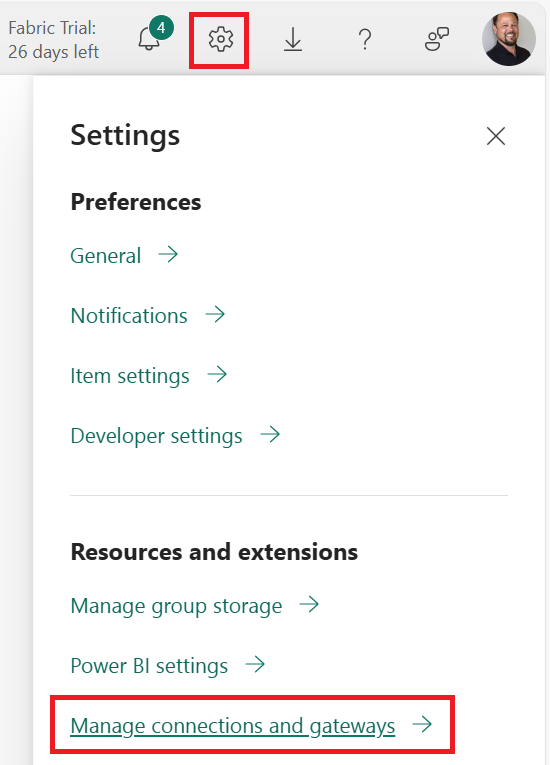 Fabric Trial:
26 days left
4
Settings
Preferences
General
Notifications
Item settings
Developer settings
Resources and extensions
Manage group storage
Power BI settings
Manage connections and gateways